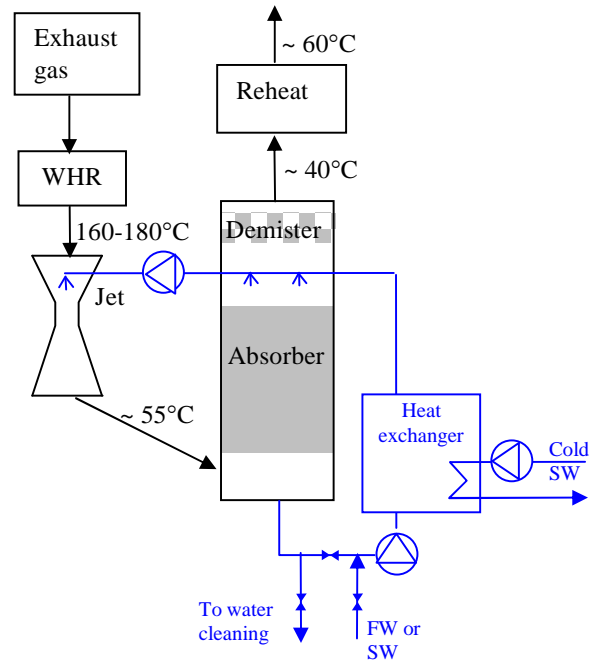 Exhaust
gas
~ 60°C
Reheat
WHR
~ 40°C
160-180°C
Demister
Jet
Absorber
~ 55°C
Heat
exchanger
Cold
SW
To water
cleaning
FW or
SW